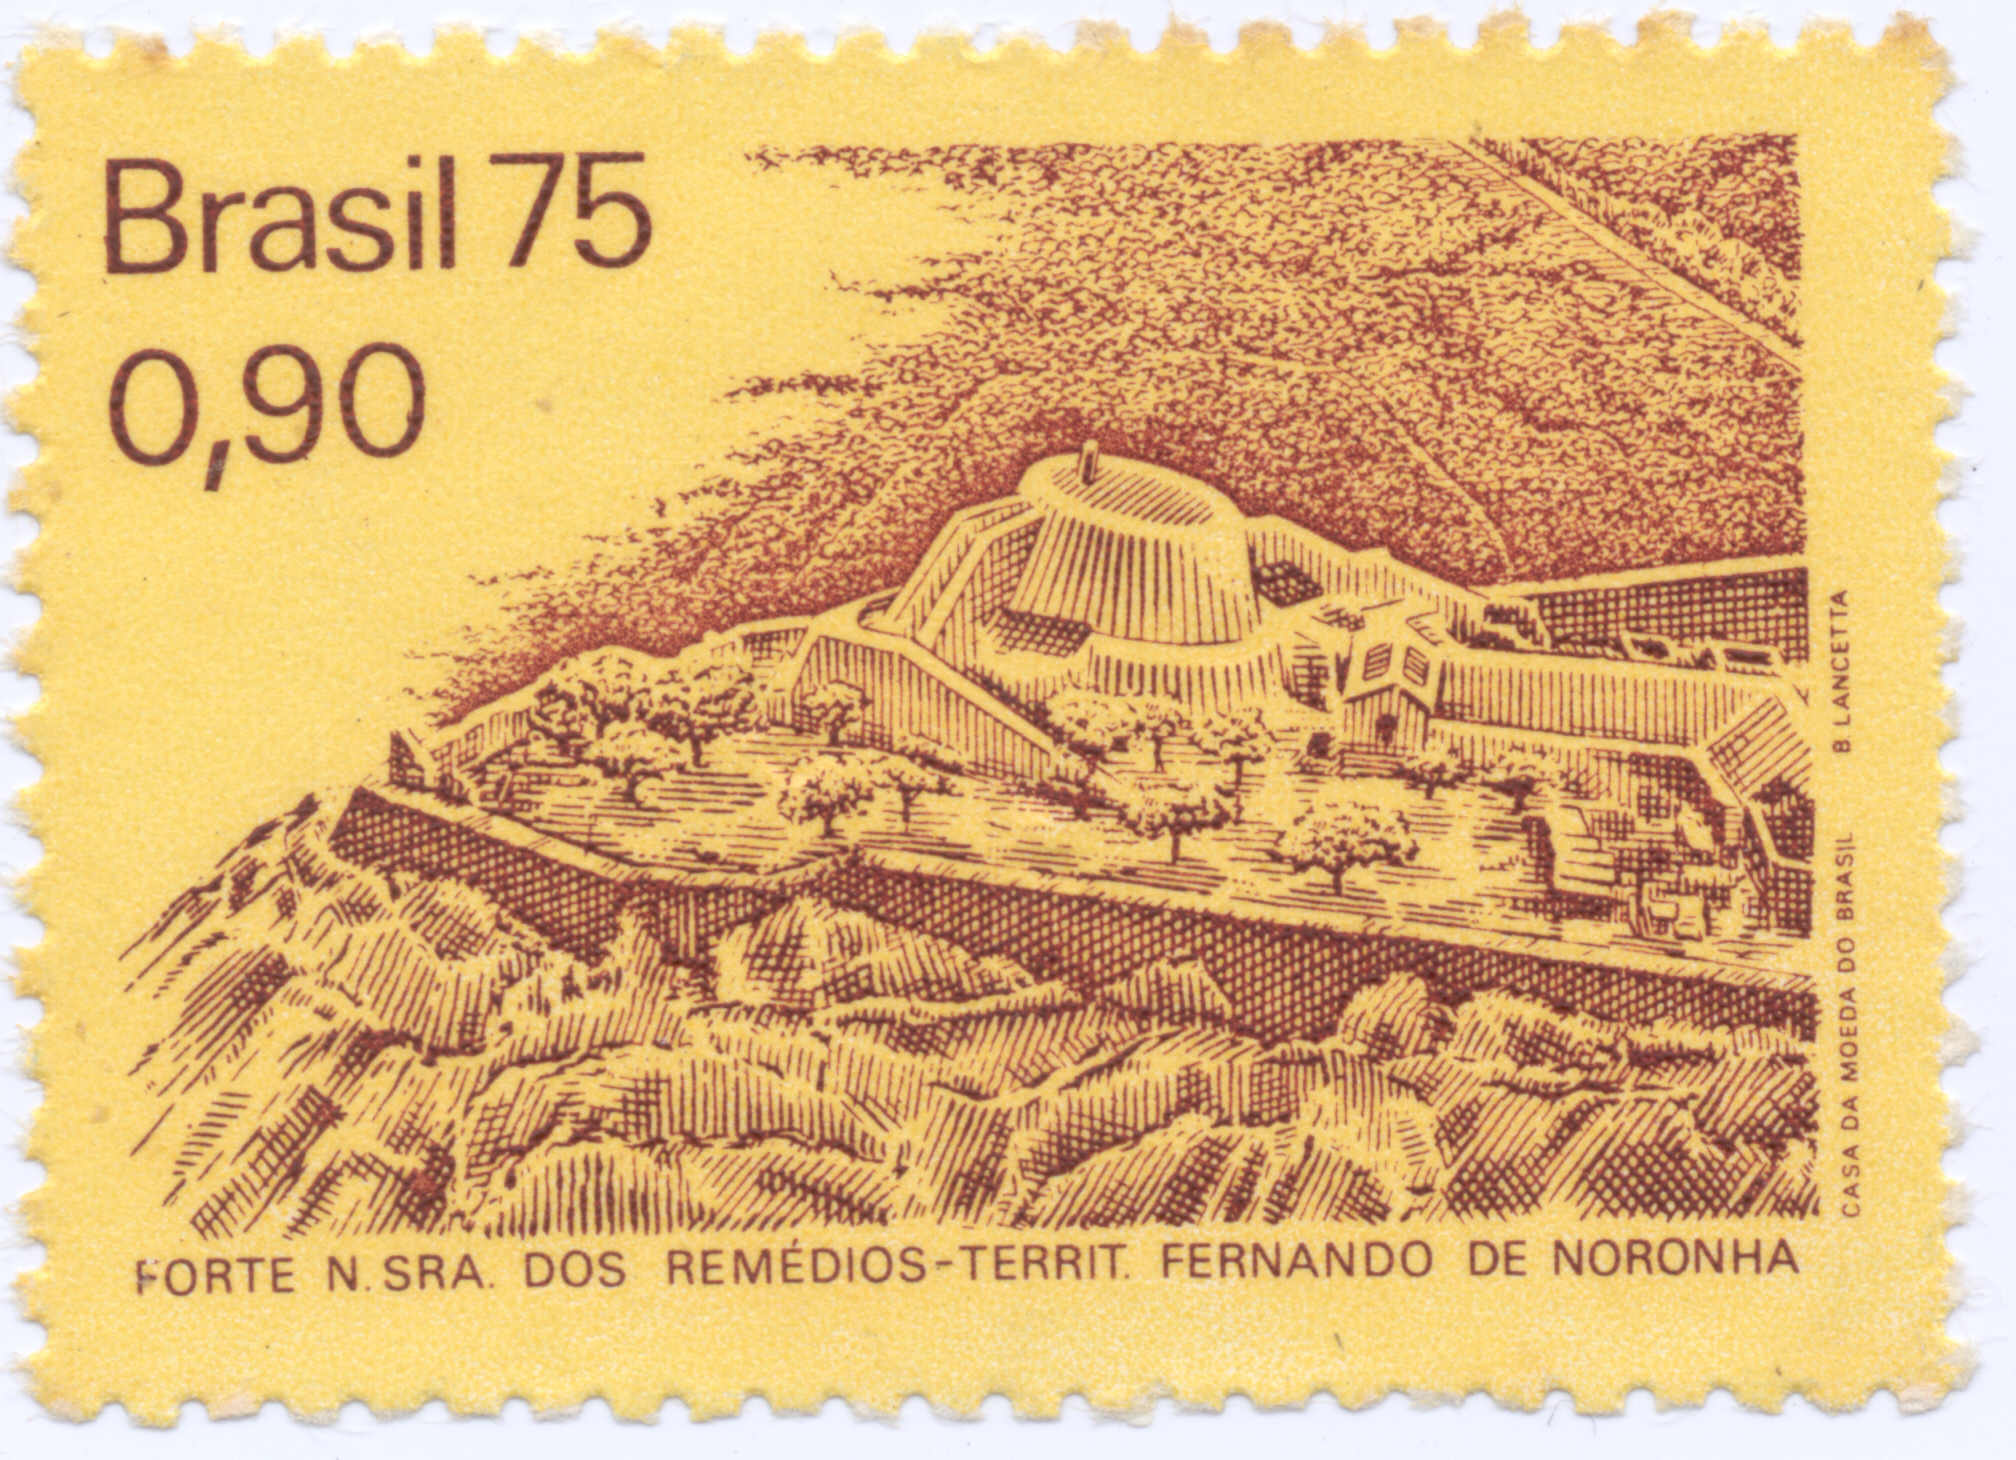 Brasil 75
0,90
B LANCETTA
CASA DA MOEDA DO BRASIL
FORTE N. SRA. DOS REMÉDIOS-TERRIT. FERNANDO DE NORONHA